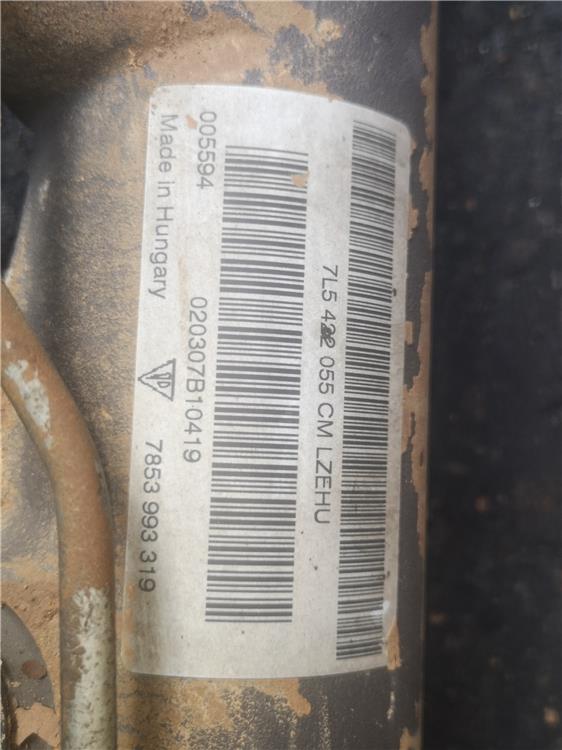 7L5 422 055 CM LZEHU
005594
020307B10419
Made in Hungary
7853 993 319